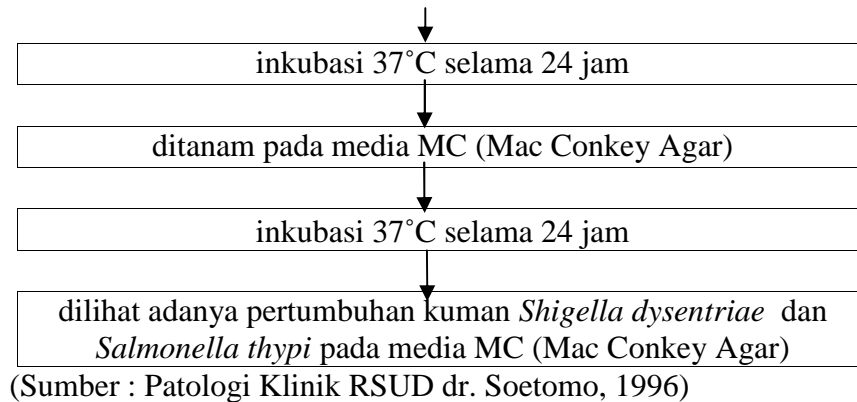 inkubasi 37˚C selama 24 jam
ditanam pada media MC (Mac Conkey Agar)
inkubasi 37˚C selama 24 jam
dilihat adanya pertumbuhan kuman Shigella dysentriae dan
Salmonella thypi pada media MC (Mac Conkey Agar)
(Sumber : Patologi Klinik RSUD dr. Soetomo, 1996)